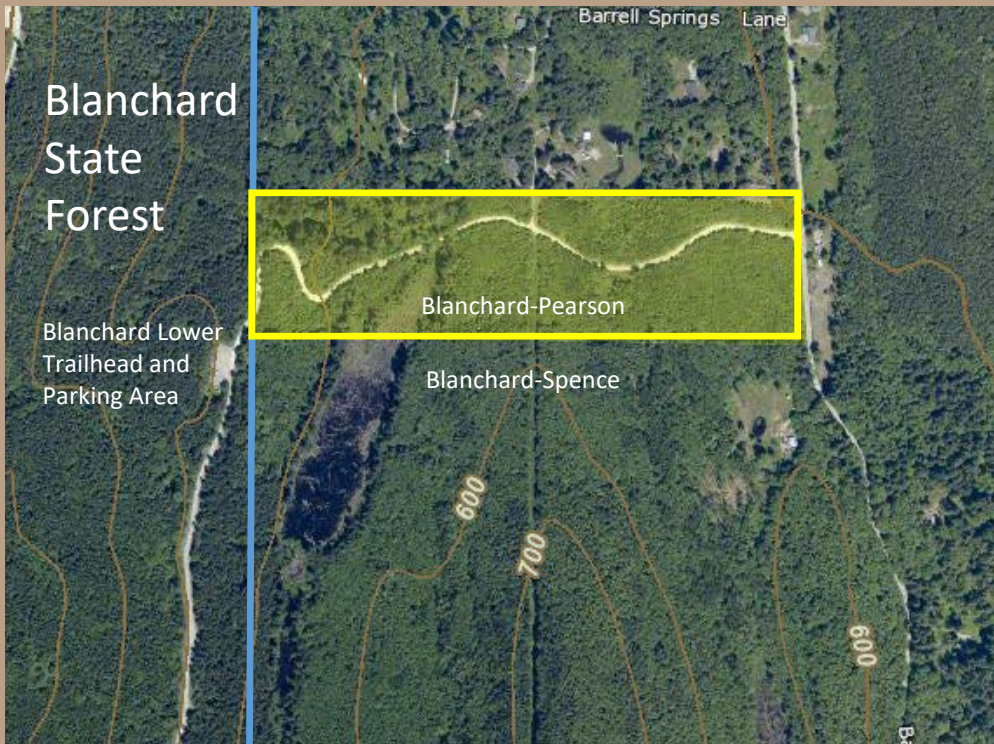 Barrell Springs Lane
Blanchard
State
Forest
Blanchard-Pearson
Blanchard Lower
Trailhead and
Parking Area
Blanchard-Spence
600
700
600